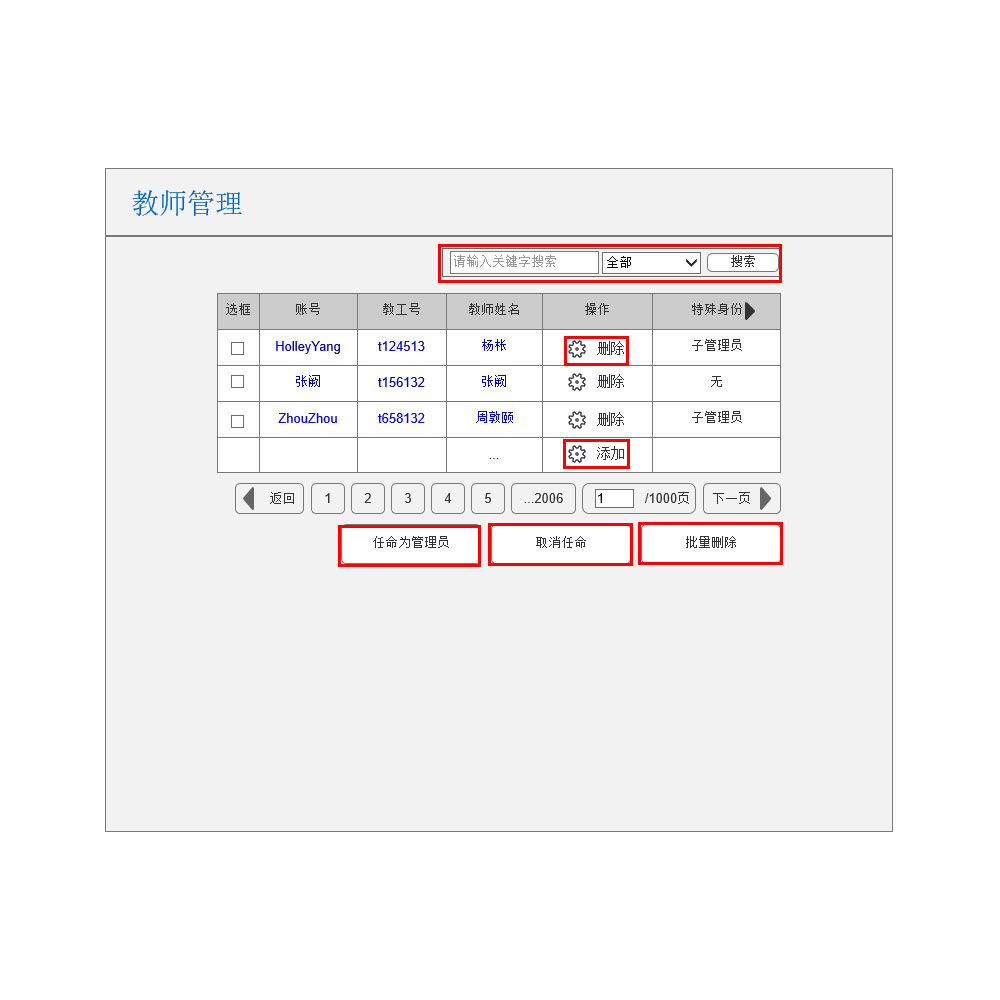 教师管理
请输入关键字搜索 全部 搜索
选框 账号 教工号 教师姓名 操作 特殊身份
HolleyYang t124513 杨枨 删除 子管理员
张阚 t156132 张阚 删除 无
ZhouZhou t658132 周敦颐 删除 子管理员
... 添加
返回 1 2 3 4 5 ...2006 1 /1000页 下一页
任命为管理员 取消任命 批量删除